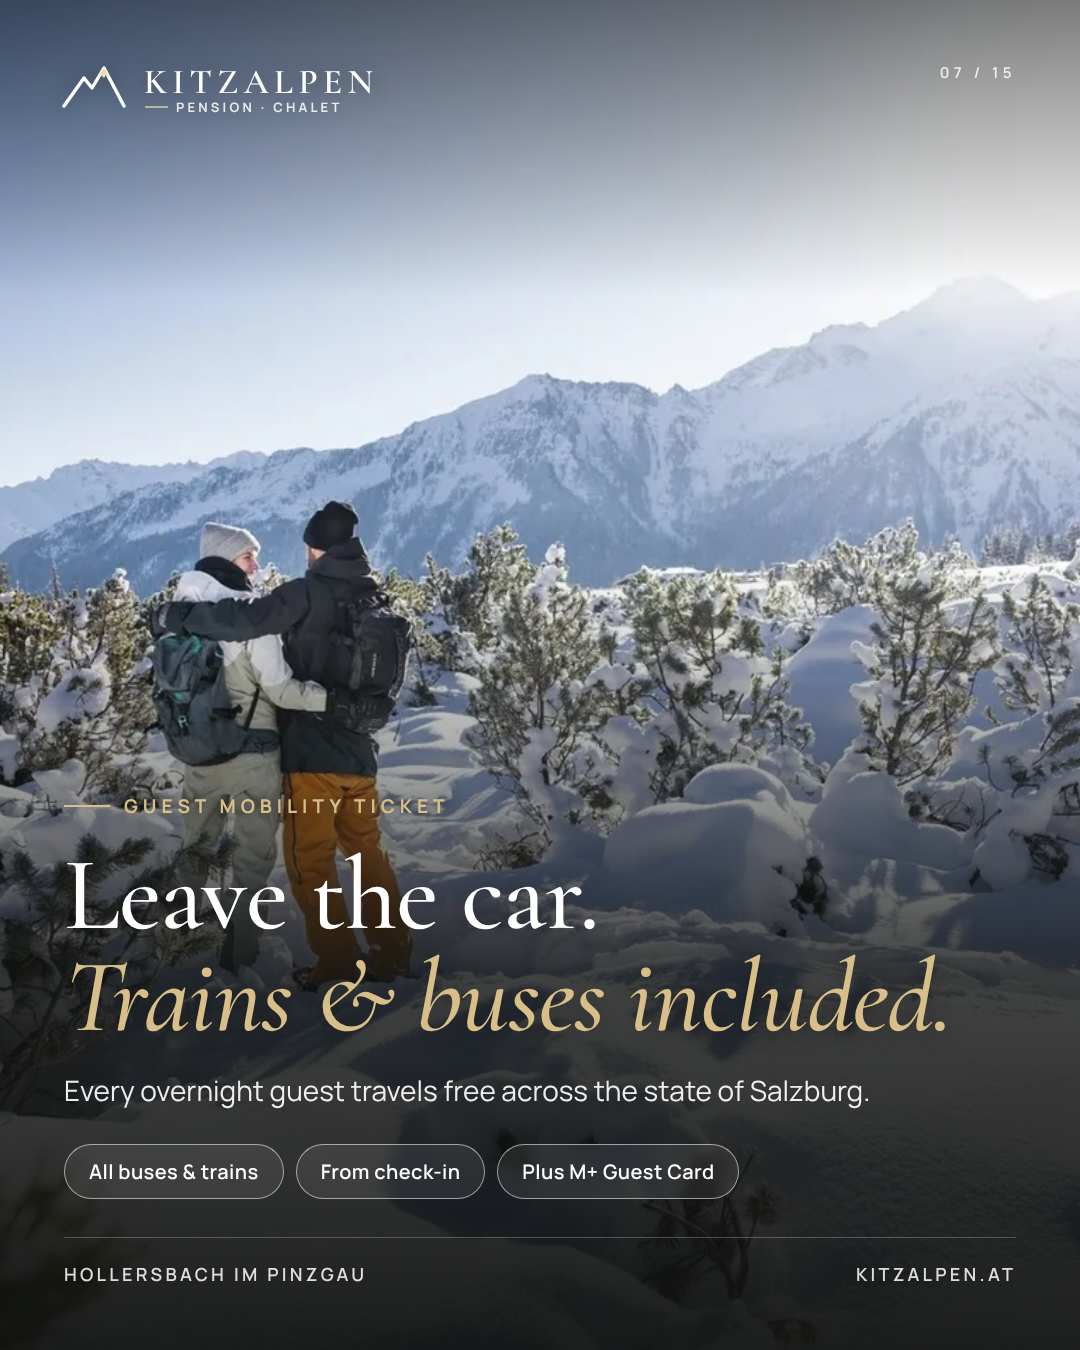 KITZALPEN
PENSION · CHALET
07 / 15
GUEST MOBILITY TICKET
Leave the car.
Trains & buses included.
Every overnight guest travels free across the state of Salzburg.
All buses & trains
From check-in
Plus M+ Guest Card
HOLLERSBACH IM PINZGAU
KITZALPEN.AT